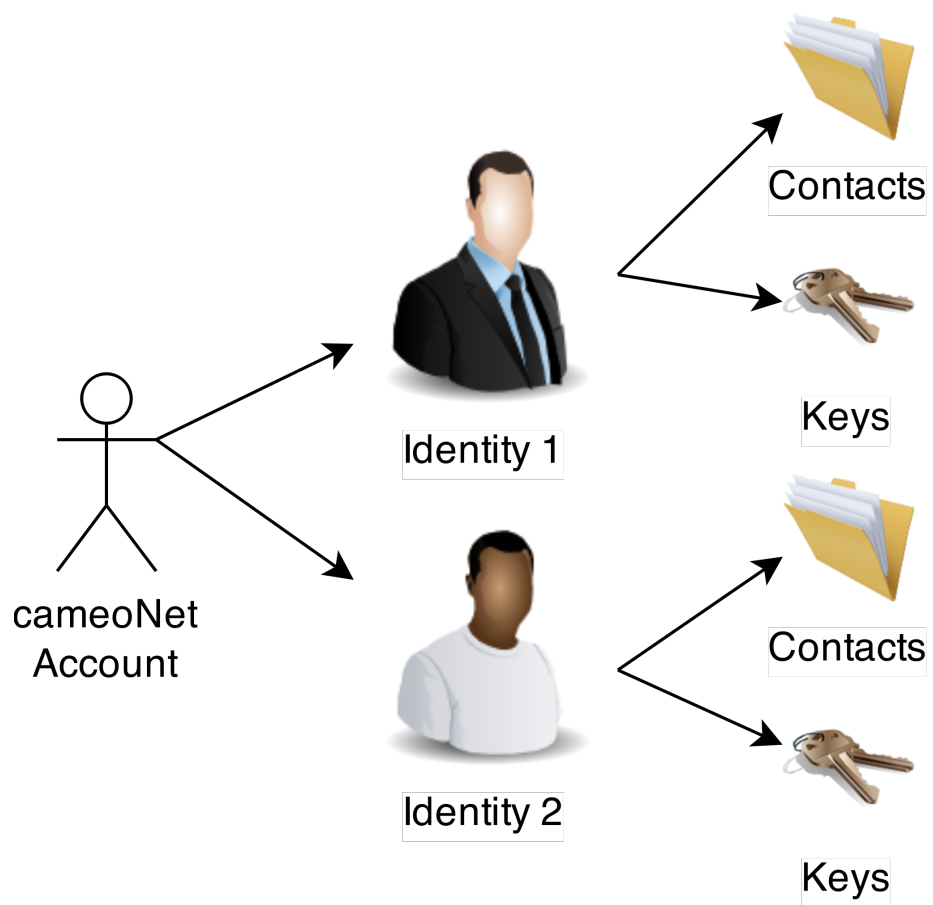 Contacts
Keys
Identity 1
cameoNet
Account
Contacts
Identity 2
Keys